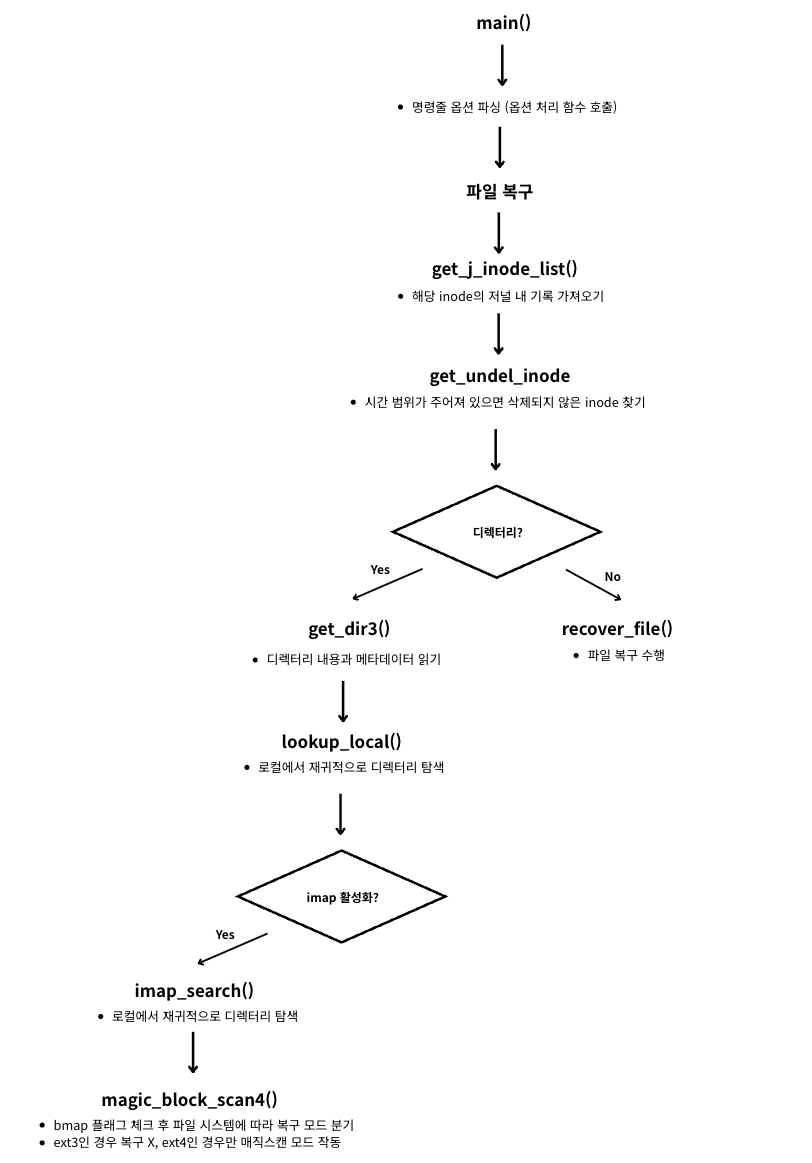 main()
• 명령줄 옵션 파싱 (옵션 처리 함수 호출)
파일 복구
get_j_inode_list()
• 해당 inode의 저널 내 기록 가져오기
get_undel_inode
• 시간 범위가 주어져 있으면 삭제되지 않은 inode 찾기
디렉터리?
Yes
No
get_dir3()
• 디렉터리 내용과 메타데이터 읽기
recover_file()
• 파일 복구 수행
lookup_local()
• 로컬에서 재귀적으로 디렉터리 탐색
imap 활성화?
Yes
imap_search()
• 로컬에서 재귀적으로 디렉터리 탐색
magic_block_scan4()
• bmap 플래그 체크 후 파일 시스템에 따라 복구 모드 분기
• ext3인 경우 복구 X, ext4인 경우만 매직스캔 모드 작동